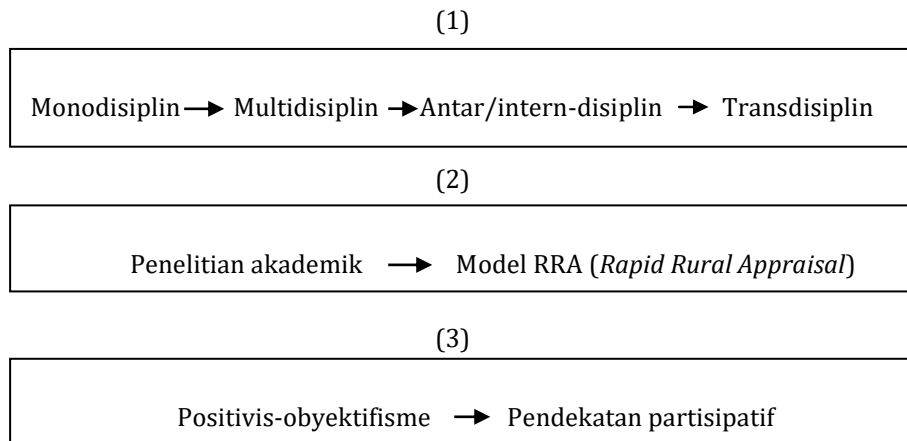 (1)
Monodisiplin → Multidisiplin → Antar/intern-disiplin → Transdisiplin
(2)
Penelitian akademik → Model RRA (Rapid Rural Appraisal)
(3)
Positivis-obyektifisme → Pendekatan partisipatif